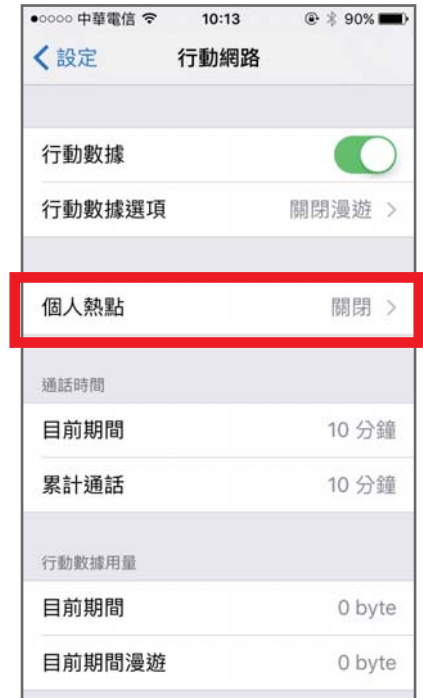 中華電信 10:13 90%
設定 行動網路
行動數據
行動數據選項 關閉漫遊
個人熱點 關閉
通話時間
目前期間 10 分鐘
累計通話 10 分鐘
行動數據用量
目前期間 0 byte
目前期間漫遊 0 byte